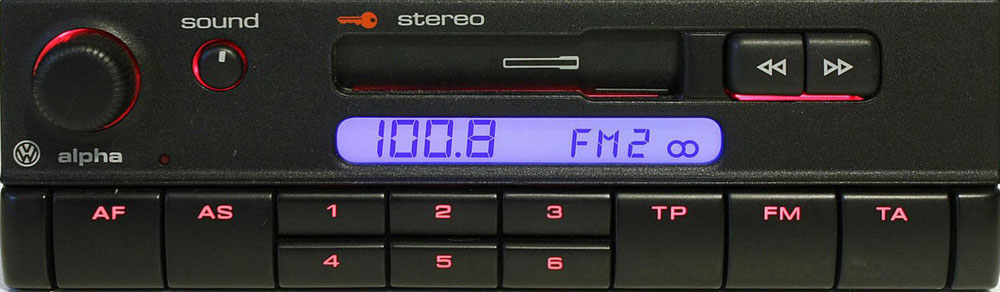 sound
stereo
100.8 FM2
alpha
AF AS 1 2 3 TP FM TA
4 5 6